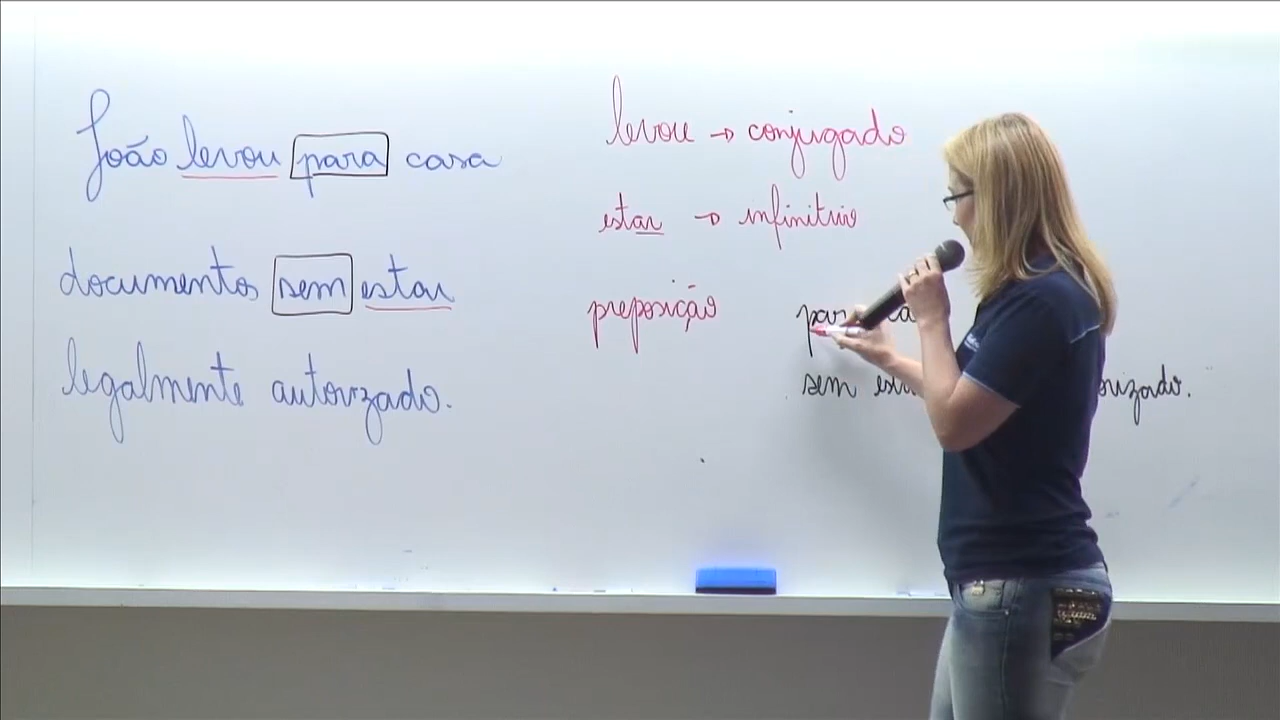 João levou para casa
documentos sem estar
legalmente autorizado.
levou → conjugado
estar → infinitivo
preposição
sem